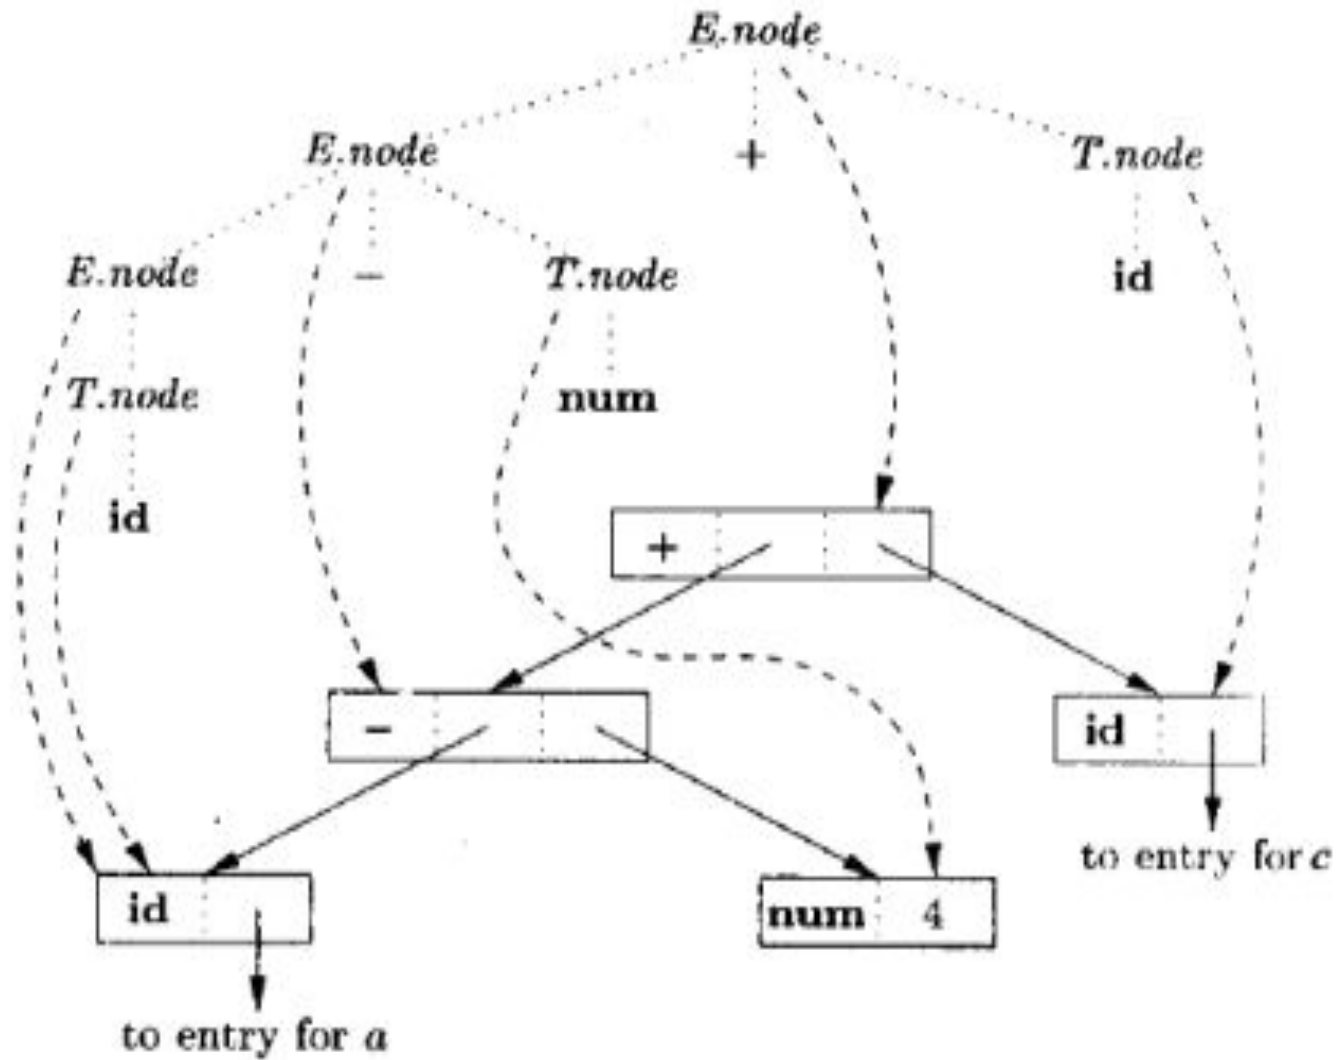 E.node
E.node + T.node
E.node − T.node id
T.node num
id
+
− id
to entry for c
id num 4
to entry for a